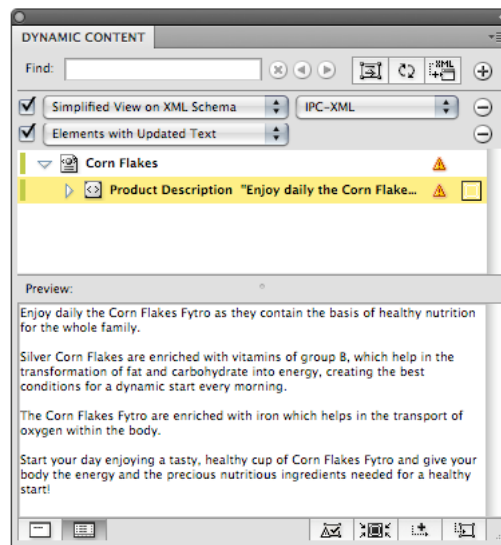 DYNAMIC CONTENT
Find:
XML
Simplified View on XML Schema
IPC-XML
Elements with Updated Text
Corn Flakes
Product Description "Enjoy daily the Corn Flake...
Preview:
Enjoy daily the Corn Flakes Fytro as they contain the basis of healthy nutrition
for the whole family.
Silver Corn Flakes are enriched with vitamins of group B, which help in the
transformation of fat and carbohydrate into energy, creating the best
conditions for a dynamic start every morning.
The Corn Flakes Fytro are enriched with iron which helps in the transport of
oxygen within the body.
Start your day enjoying a tasty, healthy cup of Corn Flakes Fytro and give your
body the energy and the precious nutritious ingredients needed for a healthy
start!